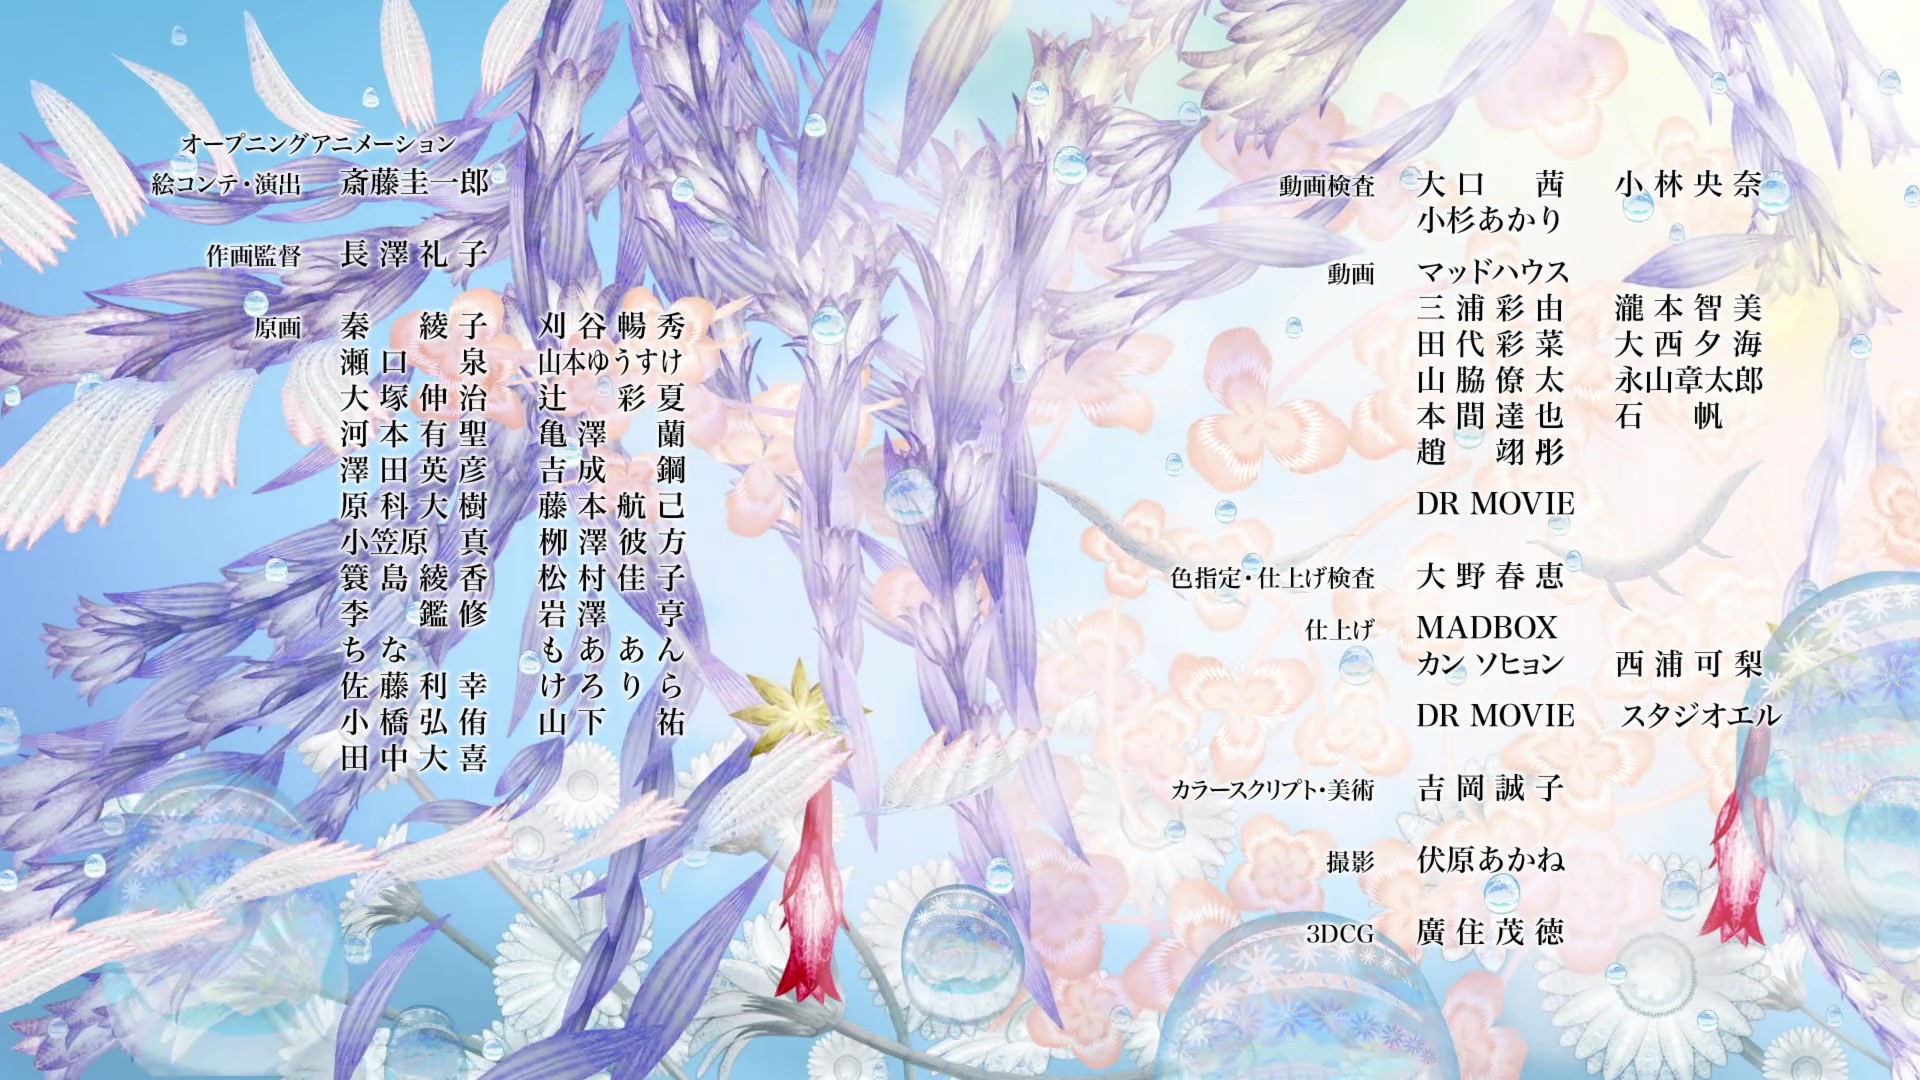 オープニングアニメーション
絵コンテ・演出 斎藤圭一郎
作画監督 長澤礼子
原画 秦 綾子 刈谷暢秀
瀬口 泉 山本ゆうすけ
大塚伸治 辻 彩夏
河本有聖 亀澤 蘭
澤田英彦 吉成 鋼
原科大樹 藤本航己
小笠原 真 栁澤彼方
簑島綾香 松村佳子
李 鑑修 岩澤 亨
ちな もああん
佐藤利幸 けろりら
小橋弘侑 山下 祐
田中大喜
動画検査 大口 茜 小林央奈
小杉あかり
動画 マッドハウス
三浦彩由 瀧本智美
田代彩菜 大西夕海
山脇僚太 永山章太郎
本間達也 石 帆
趙 翊彤
DR MOVIE
色指定・仕上げ検査 大野春恵
仕上げ MADBOX
カン ソヒョン 西浦可梨
DR MOVIE スタジオエル
カラースクリプト・美術 吉岡誠子
撮影 伏原あかね
3DCG 廣住茂徳